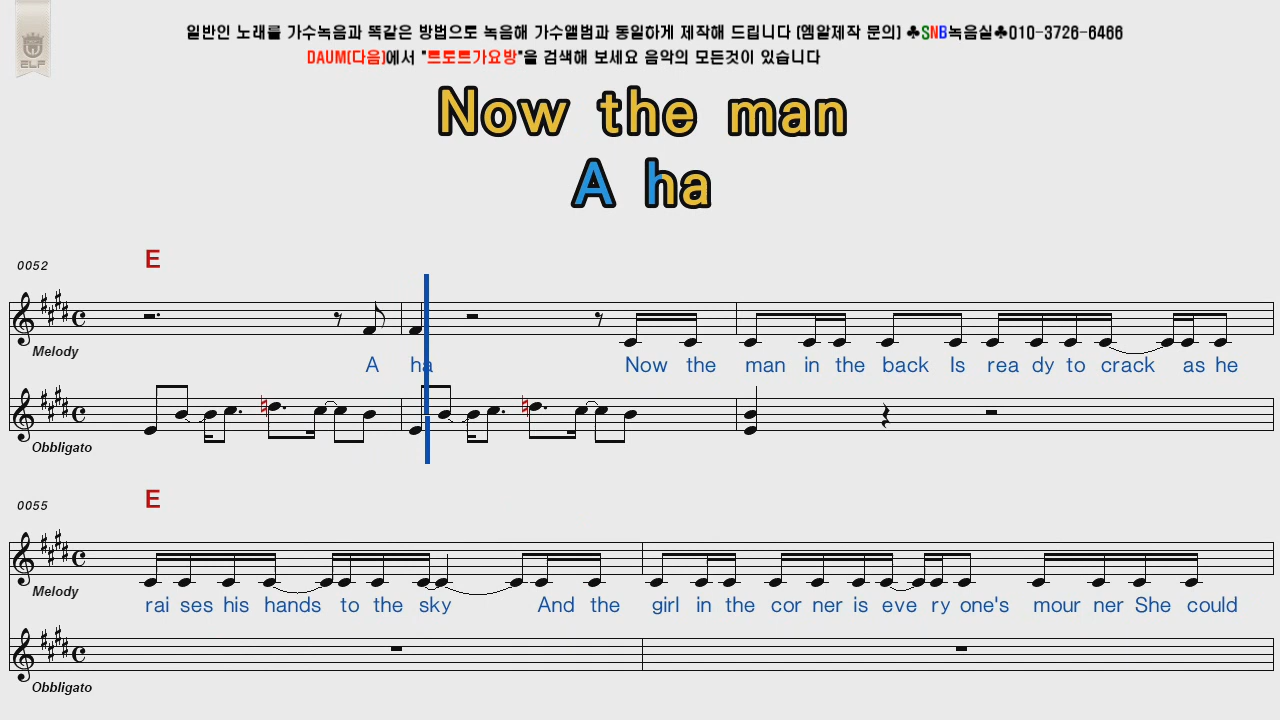 일반인 노래를 가수녹음과 똑같은 방법으로 녹음해 가수앨범과 동일하게 제작해 드립니다 (엠알제작 문의) ♣SNB녹음실♣010-3726-6466
DAUM(다음)에서 "트로트가요방"을 검색해 보세요 음악의 모든것이 있습니다
ELF
Now the man
A ha
0052
E
Melody
A ha Now the man in the back Is rea dy to crack as he
Obbligato
0055
E
Melody
rai ses his hands to the sky And the girl in the cor ner is eve ry one's mour ner She could
Obbligato